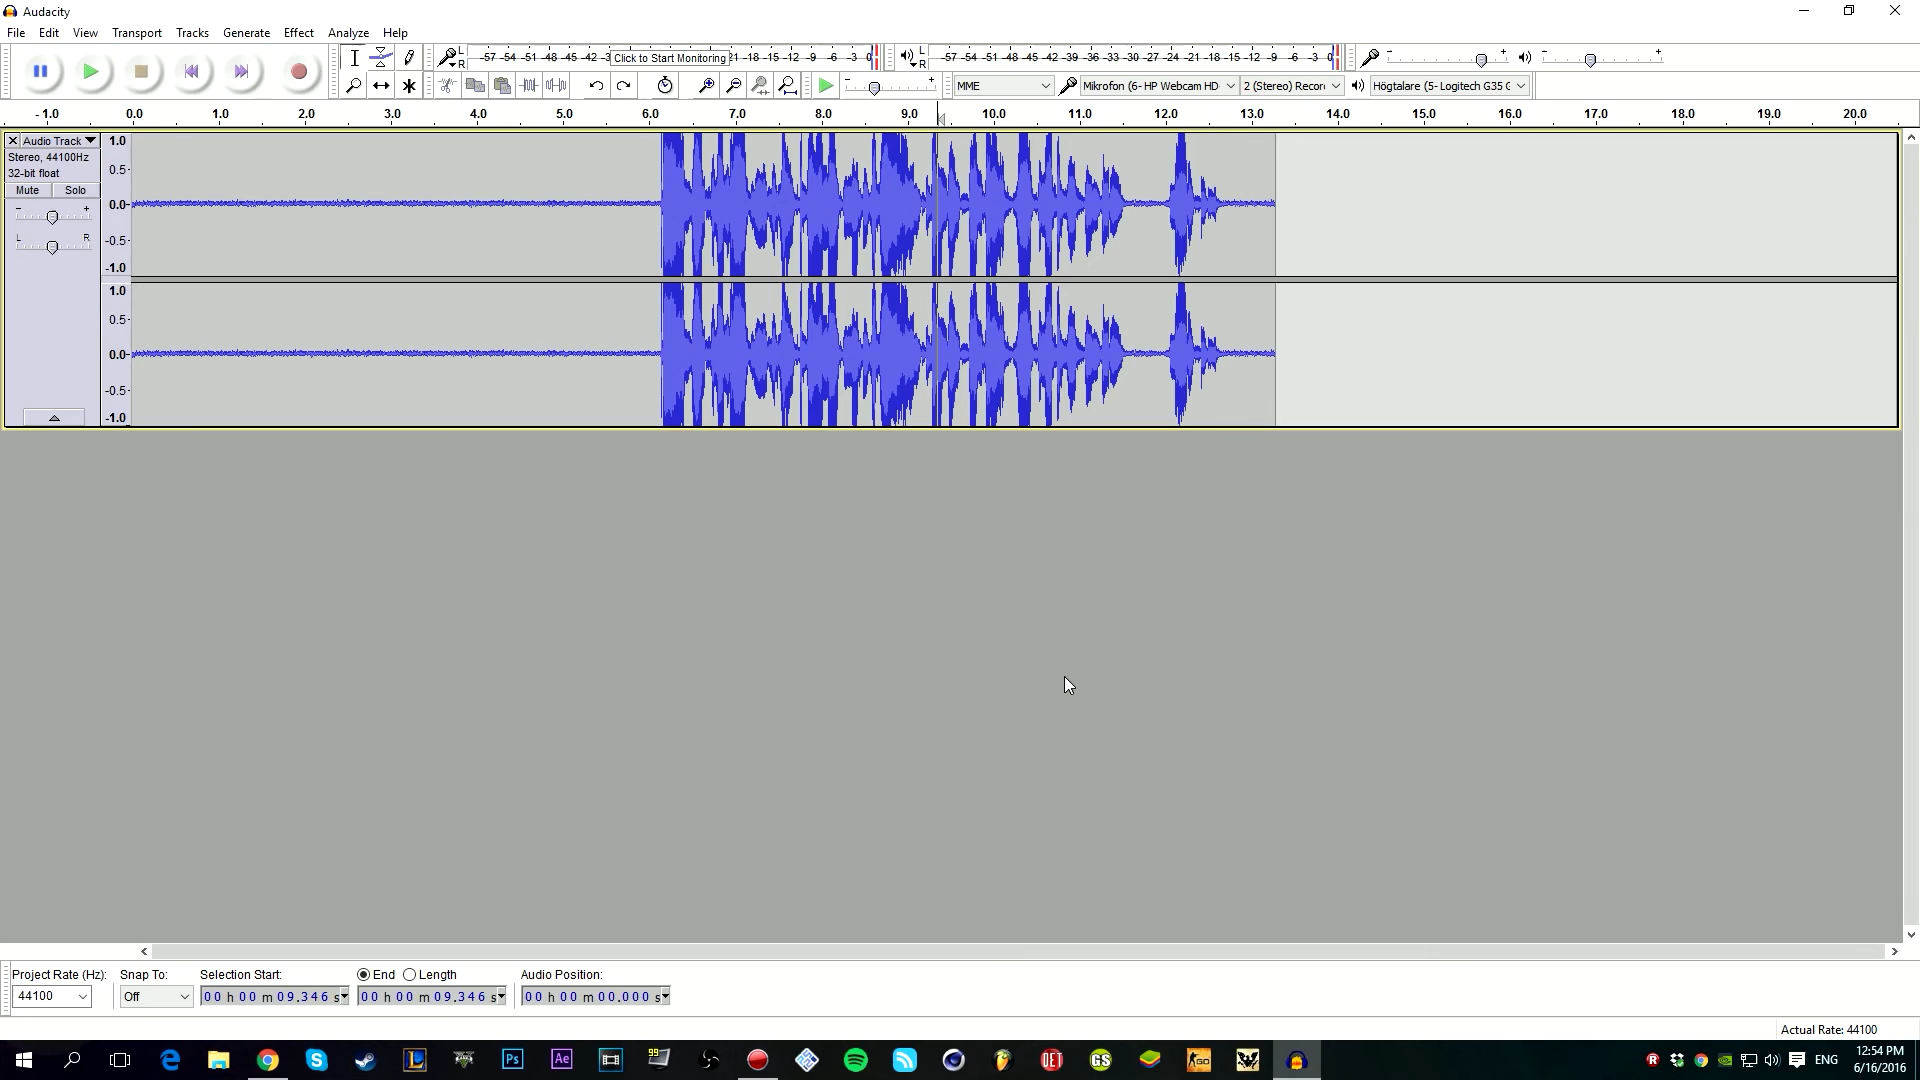 Audacity
File Edit View Transport Tracks Generate Effect Analyze Help
L
R
-57 -54 -51 -48 -45 -42 -3 Click to Start Monitoring 21 -18 -15 -12 -9 -6 -3 0
L
R
-57 -54 -51 -48 -45 -42 -39 -36 -33 -30 -27 -24 -21 -18 -15 -12 -9 -6 -3 0
- +
- +
- +
MME
Mikrofon (6- HP Webcam HD
2 (Stereo) Recor
Högtalare (5- Logitech G35 G
-1.0 0.0 1.0 2.0 3.0 4.0 5.0 6.0 7.0 8.0 9.0 10.0 11.0 12.0 13.0 14.0 15.0 16.0 17.0 18.0 19.0 20.0
Audio Track
Stereo, 44100Hz
32-bit float
Mute Solo
- +
L R
1.0
0.5-
0.0-
-0.5-
-1.0
1.0
0.5-
0.0-
-0.5-
-1.0
Project Rate (Hz): Snap To: Selection Start: End Length Audio Position:
44100 Off 00 h 00 m 09.346 s 00 h 00 m 09.346 s 00 h 00 m 00.000 s
Actual Rate: 44100
Ps Ae 99 OET GS GO
ENG
12:54 PM
6/16/2016